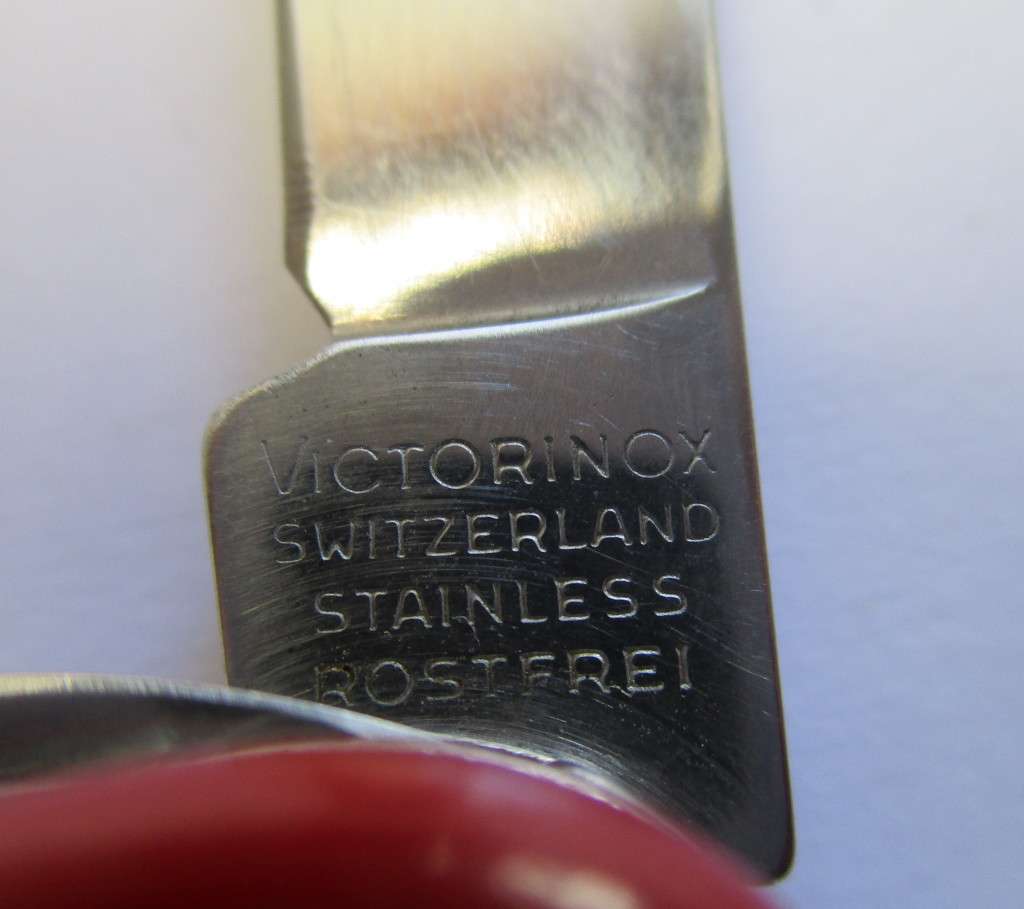 VICTORINOX
SWITZERLAND
STAINLESS
ROSTFREI